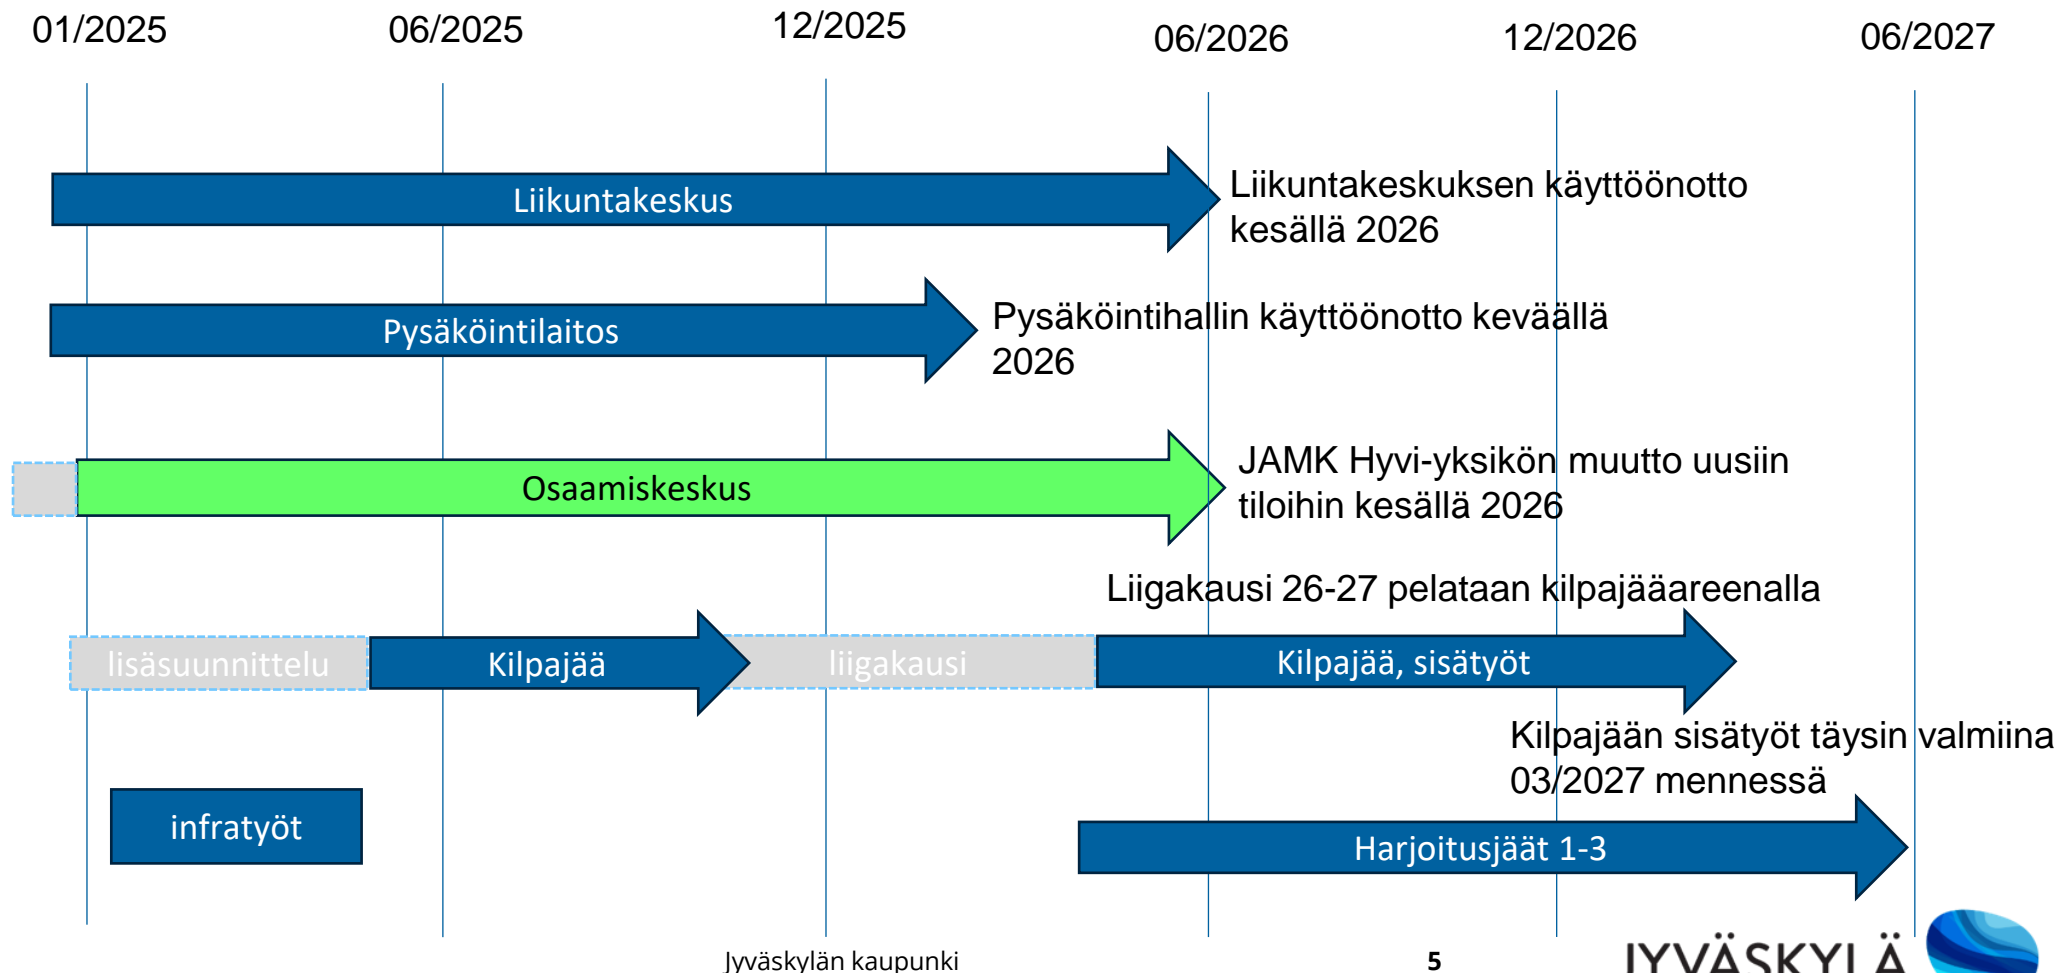 01/2025
06/2025
12/2025
06/2026
12/2026
06/2027
Liikuntakeskus
Liikuntakeskuksen käyttöönotto
kesällä 2026
Pysäköintilaitos
Pysäköintihallin käyttöönotto keväällä
2026
Osaamiskeskus
JAMK Hyvi-yksikön muutto uusiin
tiloihin kesällä 2026
Liigakausi 26-27 pelataan kilpajääareenalla
lisäsuunnittelu
Kilpajää
liigakausi
Kilpajää, sisätyöt
Kilpajään sisätyöt täysin valmiina
03/2027 mennessä
infratyöt
Harjoitusjäät 1-3
Jyväskylän kaupunki
5
JYVÄSKYLÄ